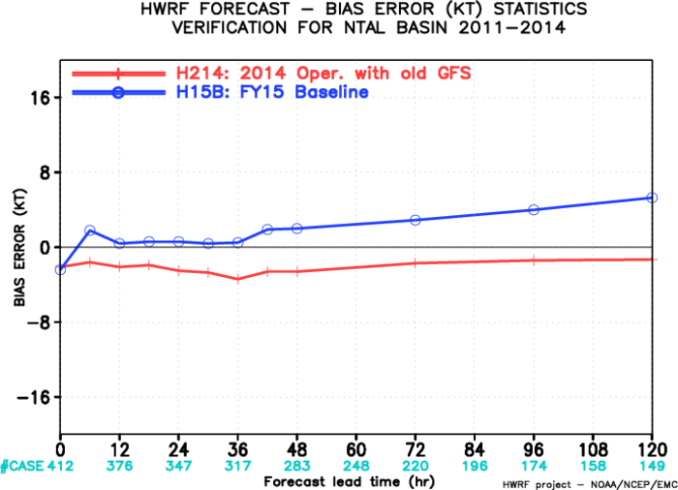 HWRF FORECAST − BIAS ERROR (KT) STATISTICS
VERIFICATION FOR NTAL BASIN 2011−2014
H214: 2014 Oper. with old GFS
H15B: FY15 Baseline
16
8
0
−8
−16
BIAS ERROR (KT)
0 12 24 36 48 60 72 84 96 108 120
#CASE 412 376 347 317 283 248 220 196 174 158 149
Forecast lead time (hr)
HWRF project − NOAA/NCEP/EMC